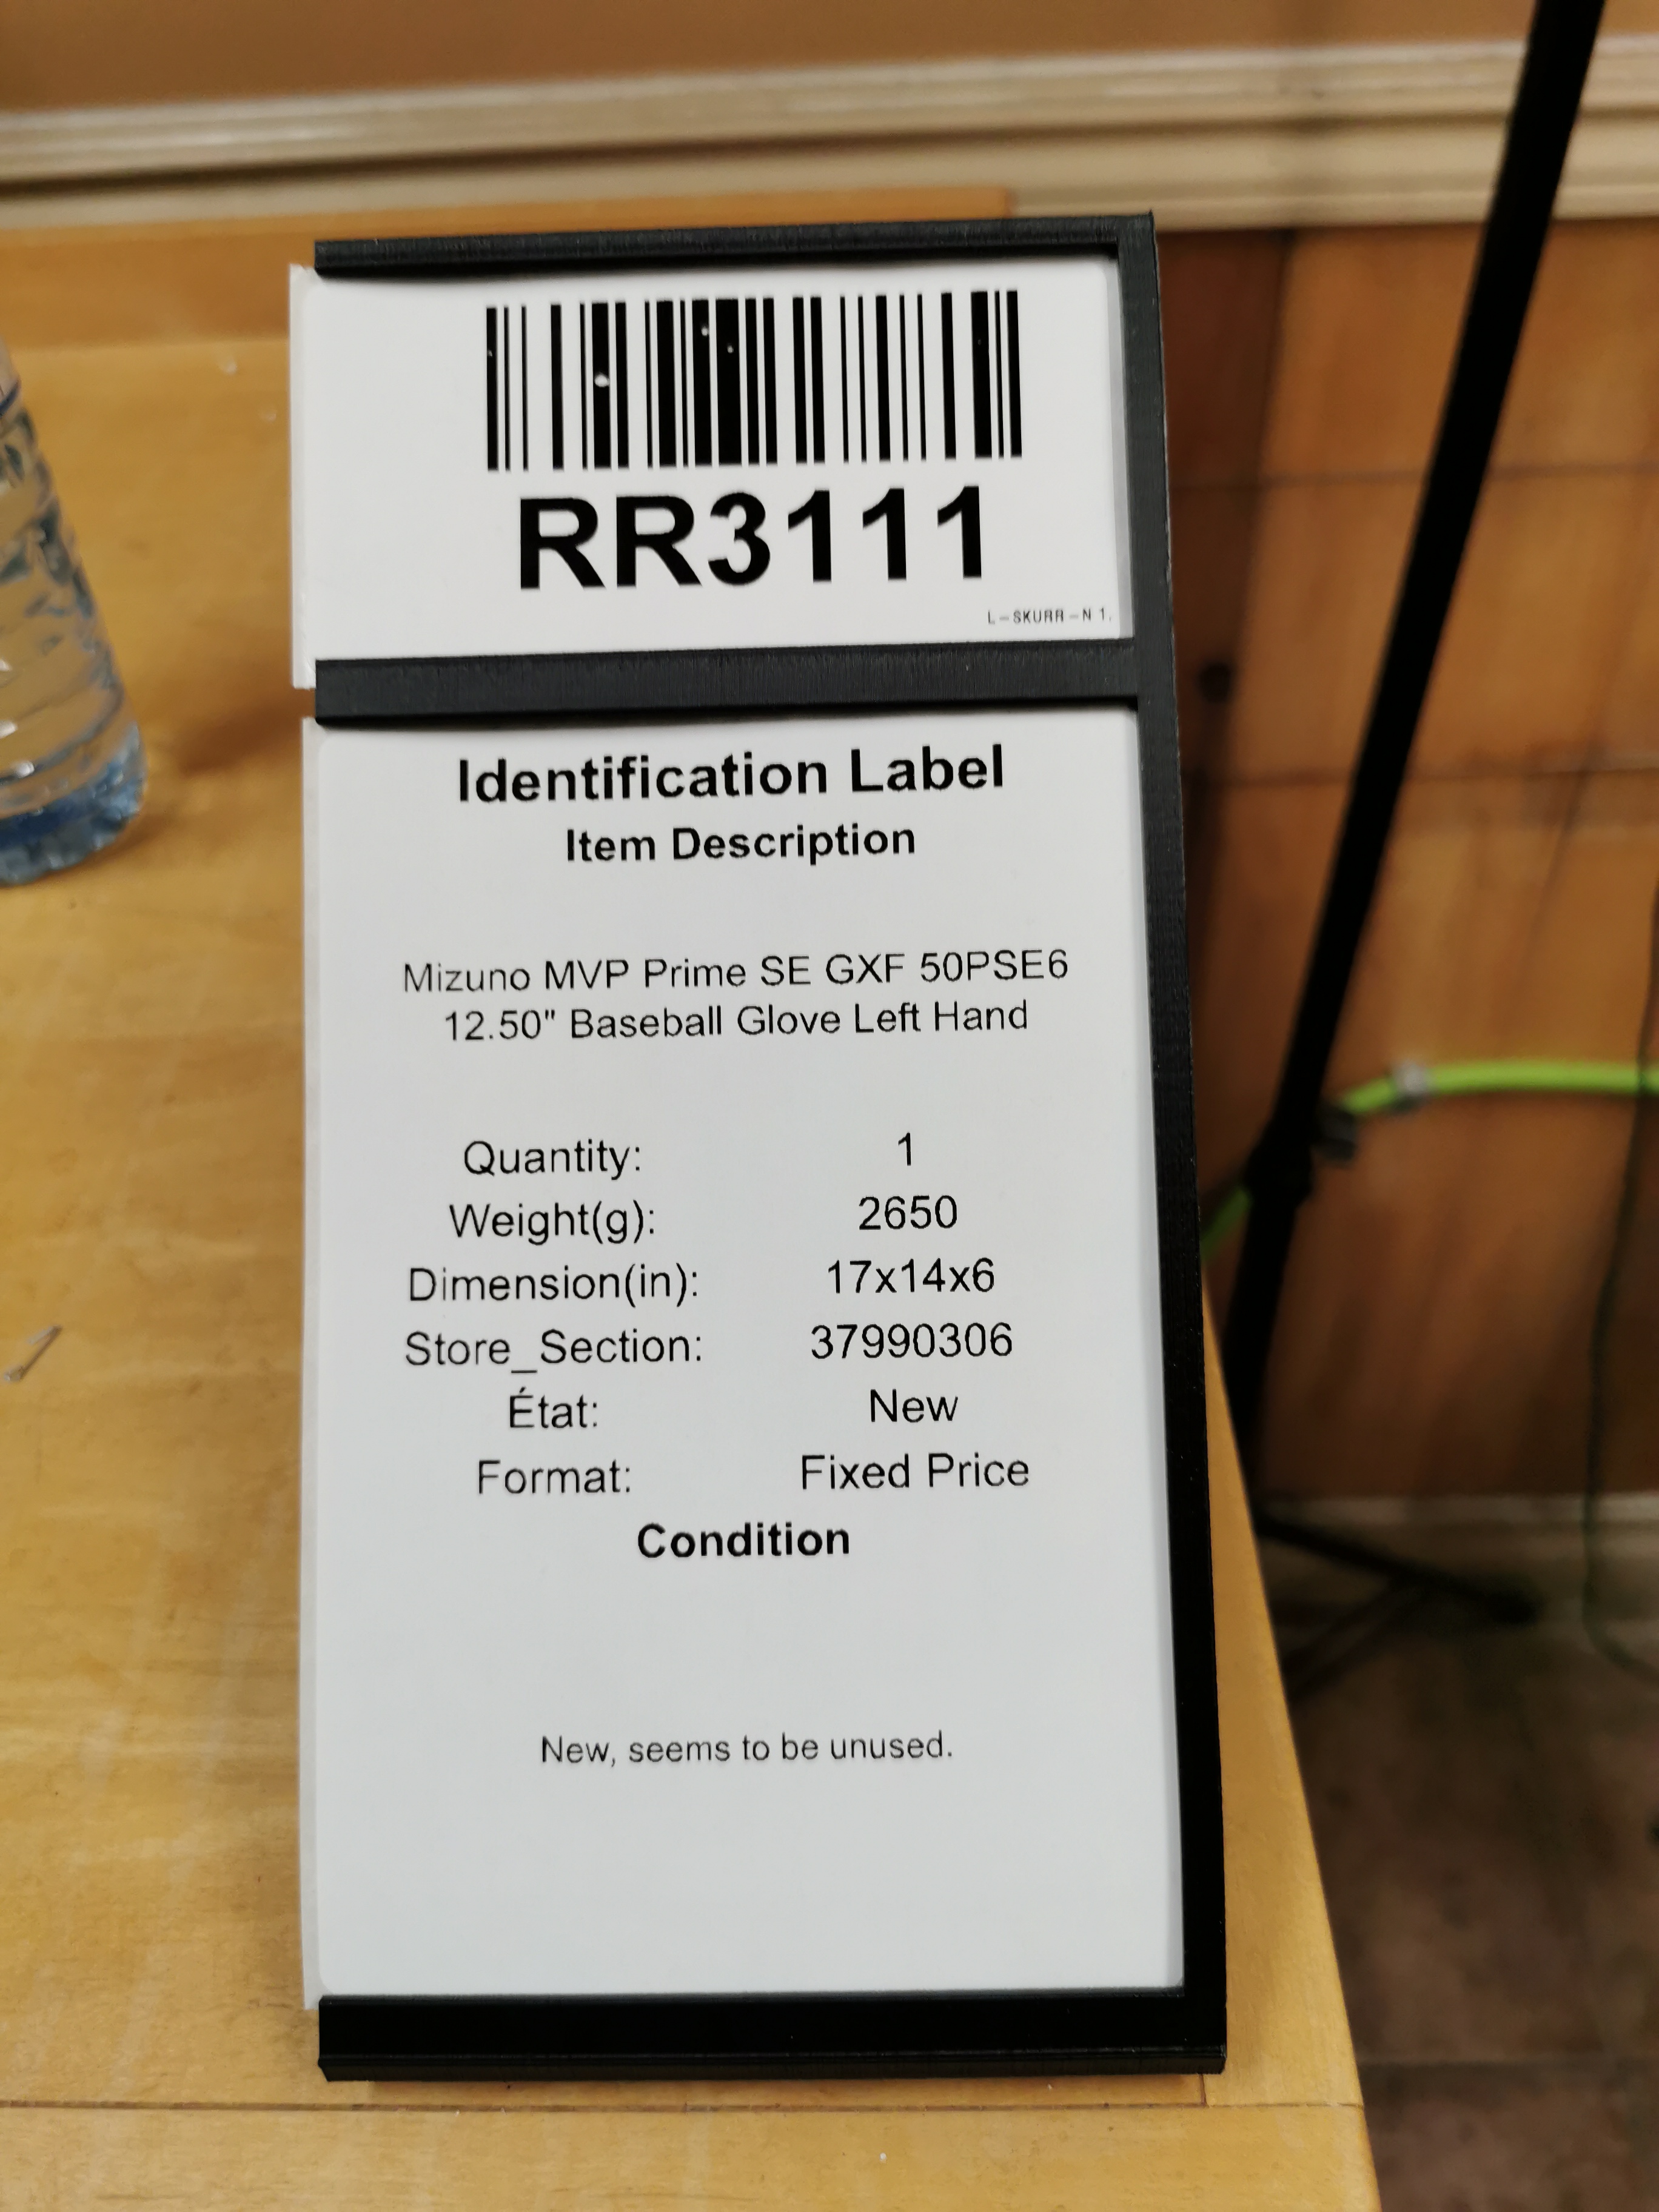 RR3111
L-SKURR-N 1.
Identification Label
Item Description
Mizuno MVP Prime SE GXF 50PSE6
12.50" Baseball Glove Left Hand
Quantity: 1
Weight(g): 2650
Dimension(in): 17x14x6
Store_Section: 37990306
État: New
Format: Fixed Price
Condition
New, seems to be unused.